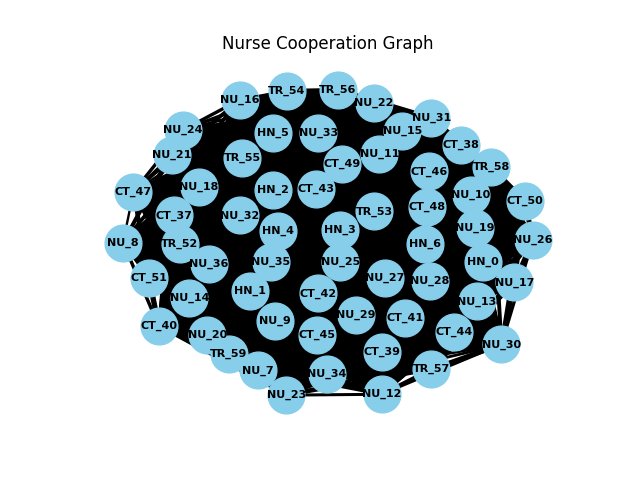 Nurse Cooperation Graph
TR_54
TR_56
NU_16
NU_22
NU_31
NU_24
HN_5
NU_33
NU_15
CT_38
NU_21
TR_55
NU_11
CT_49
TR_58
CT_46
CT_47
NU_18
HN_2
CT_43
NU_10
CT_50
CT_37
NU_32
TR_53
CT_48
NU_19
NU_8
TR_52
HN_4
HN_3
HN_6
NU_26
NU_36
NU_35
NU_25
HN_0
CT_51
NU_27
NU_28
NU_17
NU_14
HN_1
CT_42
NU_13
CT_40
NU_9
NU_29
CT_41
NU_20
CT_45
CT_44
NU_30
TR_59
CT_39
NU_7
NU_34
TR_57
NU_23
NU_12